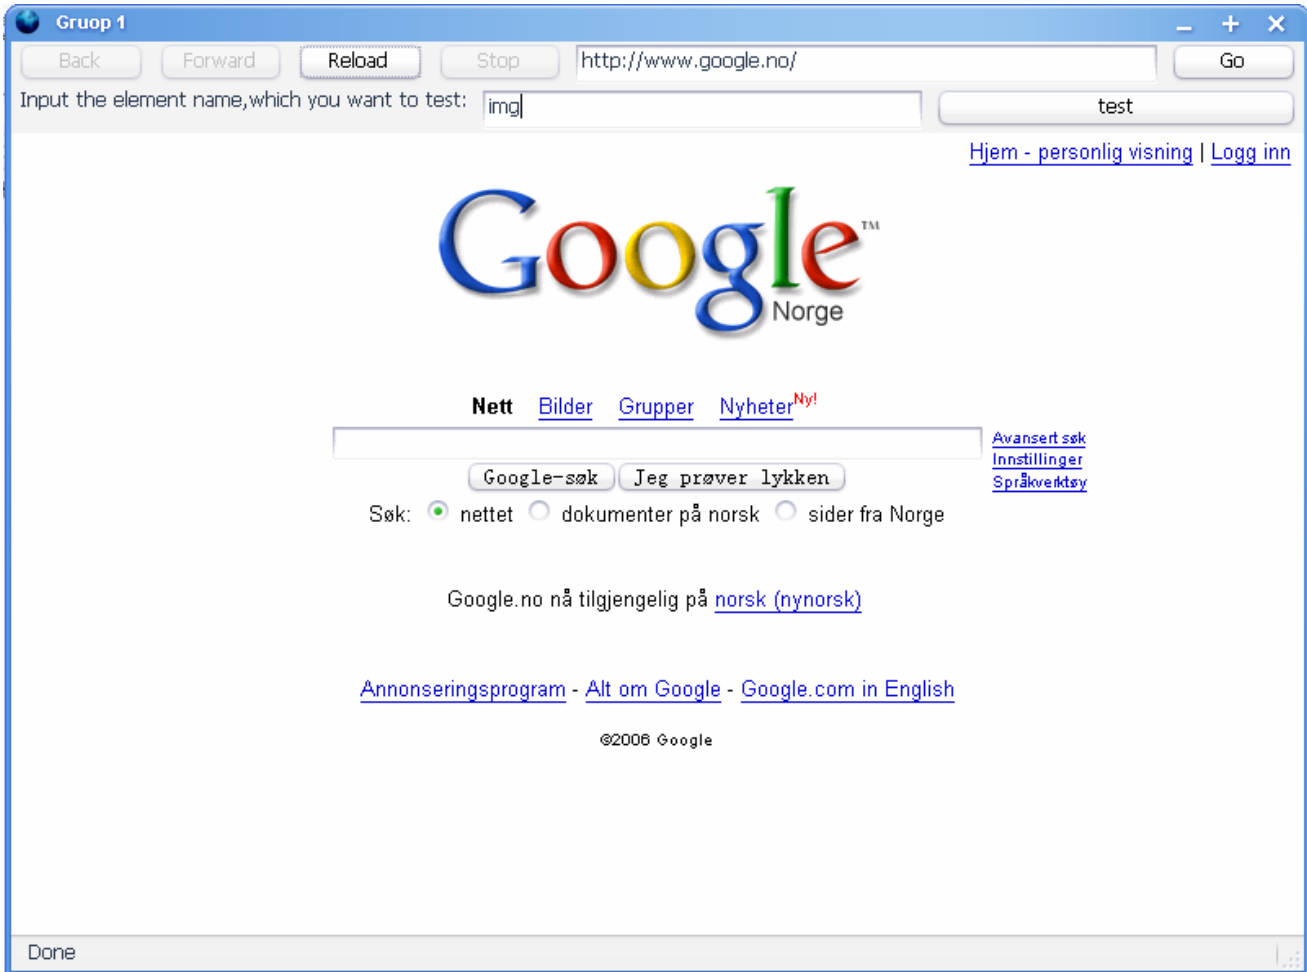 Gruop 1
Back Forward Reload Stop http://www.google.no/ Go
Input the element name,which you want to test: img test
Hjem - personlig visning | Logg inn
Google™
Norge
Nett Bilder Grupper Nyheter Ny!
Avansert søk
Innstillinger
Språkverktøy
Google-søk Jeg prøver lykken
Søk: nettet dokumenter på norsk sider fra Norge
Google.no nå tilgjengelig på norsk (nynorsk)
Annonseringsprogram - Alt om Google - Google.com in English
©2006 Google
Done